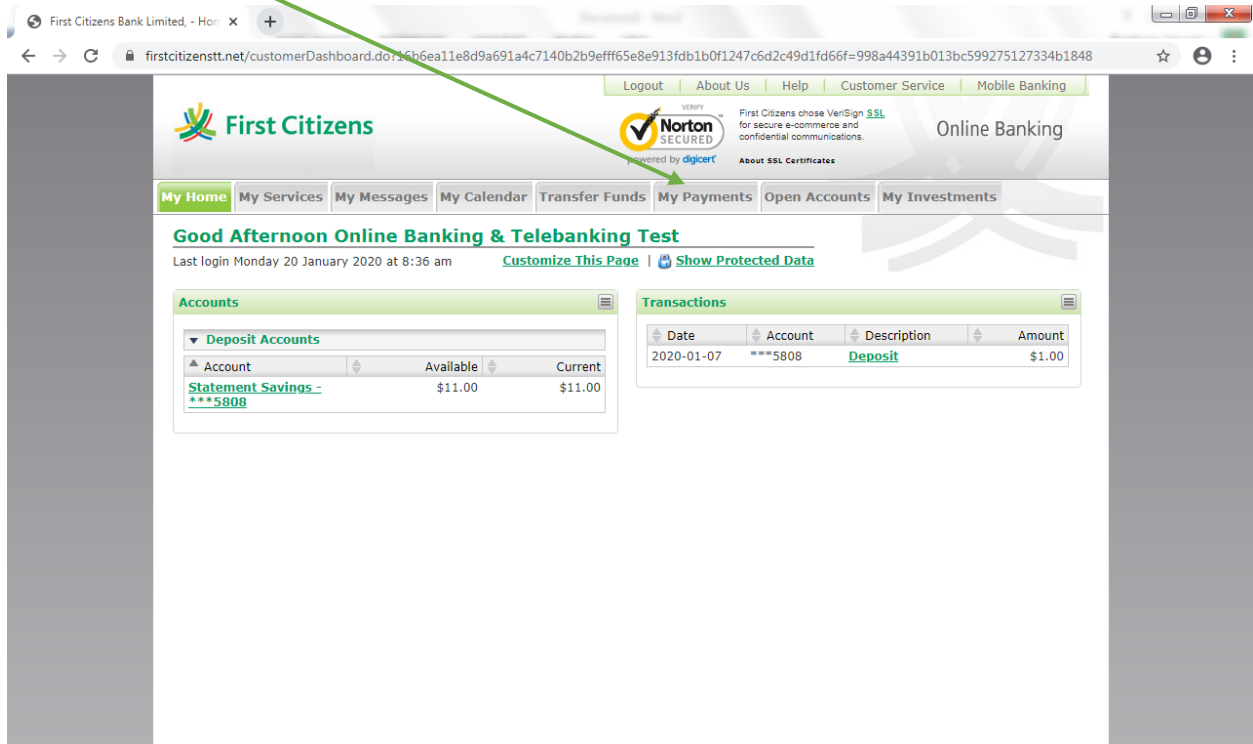 First Citizens Bank Limited, - Hon
firstcitizenstt.net/customerDashboard.do?16b6ea11e8d9a691a4c7140b2b9efff65e8e913fdb1b0f1247c6d2c49d1fd66f=998a44391b013bc599275127334b1848
Logout | About Us | Help | Customer Service | Mobile Banking
First Citizens
VERIFY
Norton
SECURED
powered by digicert
First Citizens chose VeriSign SSL
for secure e-commerce and
confidential communications.
About SSL Certificates
Online Banking
My Home My Services My Messages My Calendar Transfer Funds My Payments Open Accounts My Investments
Good Afternoon Online Banking & Telebanking Test
Last login Monday 20 January 2020 at 8:36 am Customize This Page | Show Protected Data
Accounts
Deposit Accounts
Account Available Current
Statement Savings - $11.00 $11.00
***5808
Transactions
Date Account Description Amount
2020-01-07 ***5808 Deposit $1.00